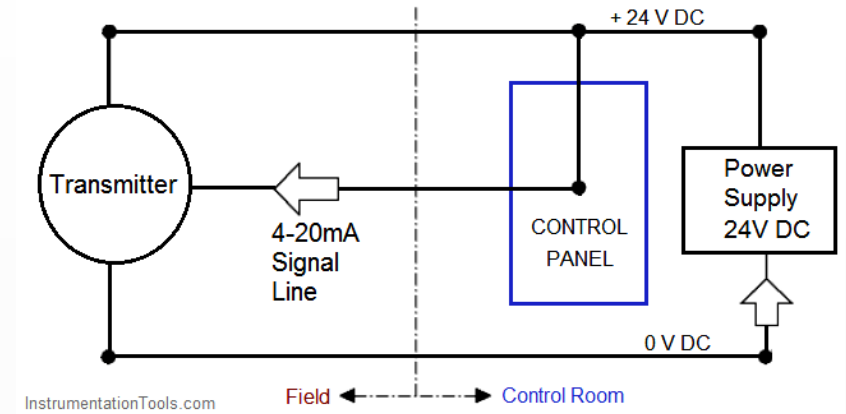 + 24 V DC
Transmitter
4-20mA
Signal
Line
CONTROL
PANEL
Power
Supply
24V DC
0 V DC
Field
Control Room
InstrumentationTools.com